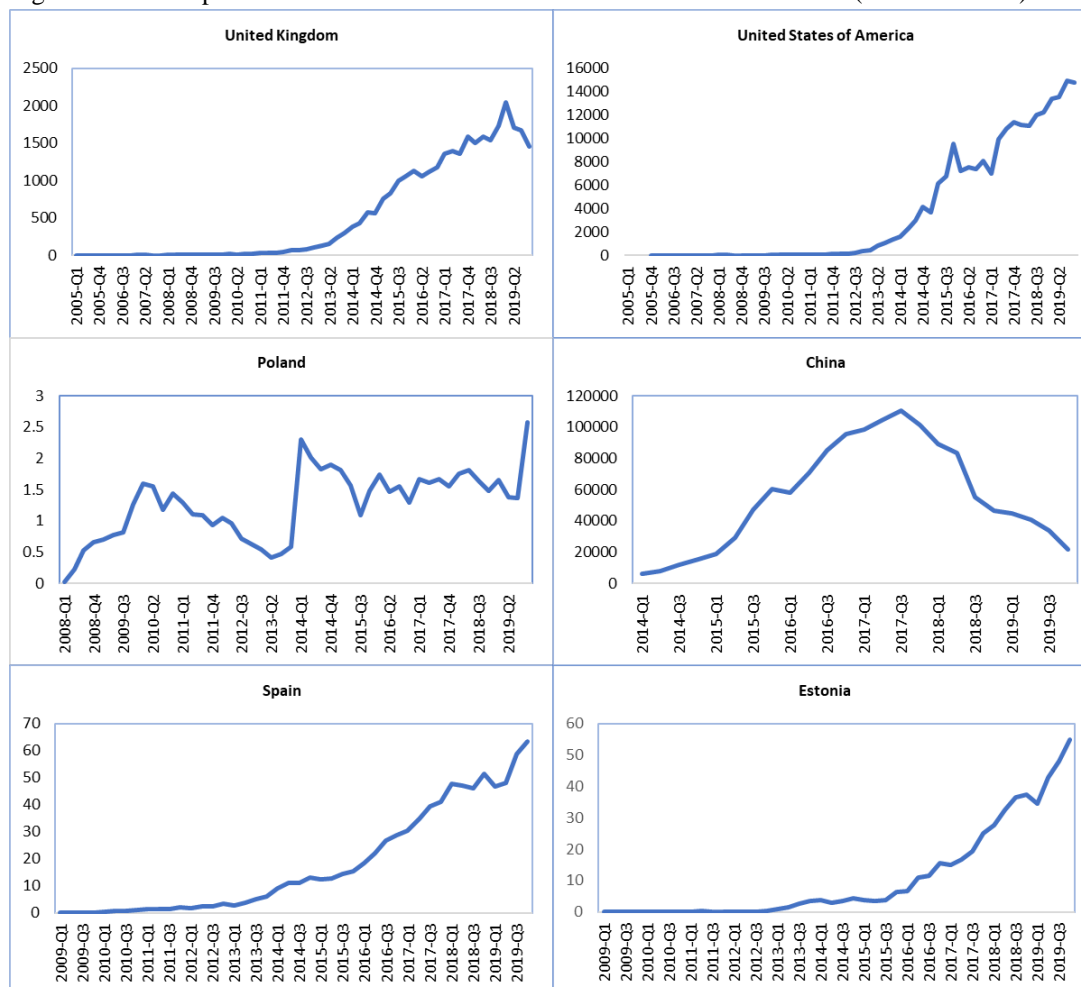 United Kingdom
2500
2000
1500
1000
500
0
2005-Q1
2005-Q4
2006-Q3
2007-Q2
2008-Q1
2008-Q4
2009-Q3
2010-Q2
2011-Q1
2011-Q4
2012-Q3
2013-Q2
2014-Q1
2014-Q4
2015-Q3
2016-Q2
2017-Q1
2017-Q4
2018-Q3
2019-Q2
United States of America
16000
14000
12000
10000
8000
6000
4000
2000
0
2005-Q1
2005-Q4
2006-Q3
2007-Q2
2008-Q1
2008-Q4
2009-Q3
2010-Q2
2011-Q1
2011-Q4
2012-Q3
2013-Q2
2014-Q1
2014-Q4
2015-Q3
2016-Q2
2017-Q1
2017-Q4
2018-Q3
2019-Q2
Poland
3
2.5
2
1.5
1
0.5
0
2008-Q1
2008-Q4
2009-Q3
2010-Q2
2011-Q1
2011-Q4
2012-Q3
2013-Q2
2014-Q1
2014-Q4
2015-Q3
2016-Q2
2017-Q1
2017-Q4
2018-Q3
2019-Q2
China
120000
100000
80000
60000
40000
20000
0
2014-Q1
2014-Q3
2015-Q1
2015-Q3
2016-Q1
2016-Q3
2017-Q1
2017-Q3
2018-Q1
2018-Q3
2019-Q1
2019-Q3
Spain
70
60
50
40
30
20
10
0
2009-Q1
2009-Q3
2010-Q1
2010-Q3
2011-Q1
2011-Q3
2012-Q1
2012-Q3
2013-Q1
2013-Q3
2014-Q1
2014-Q3
2015-Q1
2015-Q3
2016-Q1
2016-Q3
2017-Q1
2017-Q3
2018-Q1
2018-Q3
2019-Q1
2019-Q3
Estonia
60
50
40
30
20
10
0
2009-Q1
2009-Q3
2010-Q1
2010-Q3
2011-Q1
2011-Q3
2012-Q1
2012-Q3
2013-Q1
2013-Q3
2014-Q1
2014-Q3
2015-Q1
2015-Q3
2016-Q1
2016-Q3
2017-Q1
2017-Q3
2018-Q1
2018-Q3
2019-Q1
2019-Q3